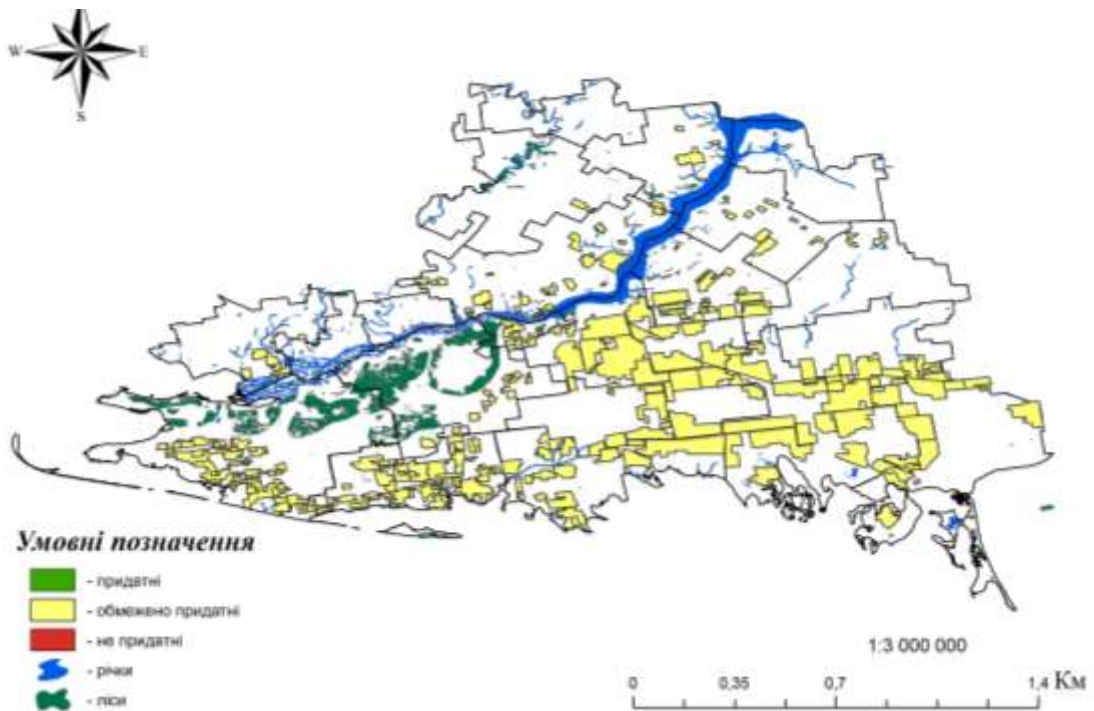 W E
S
Умовні позначення
- придатні
- обмежено придатні
- не придатні
- річки
- ліси
1:3 000 000
0 0,35 0,7 1,4 Км